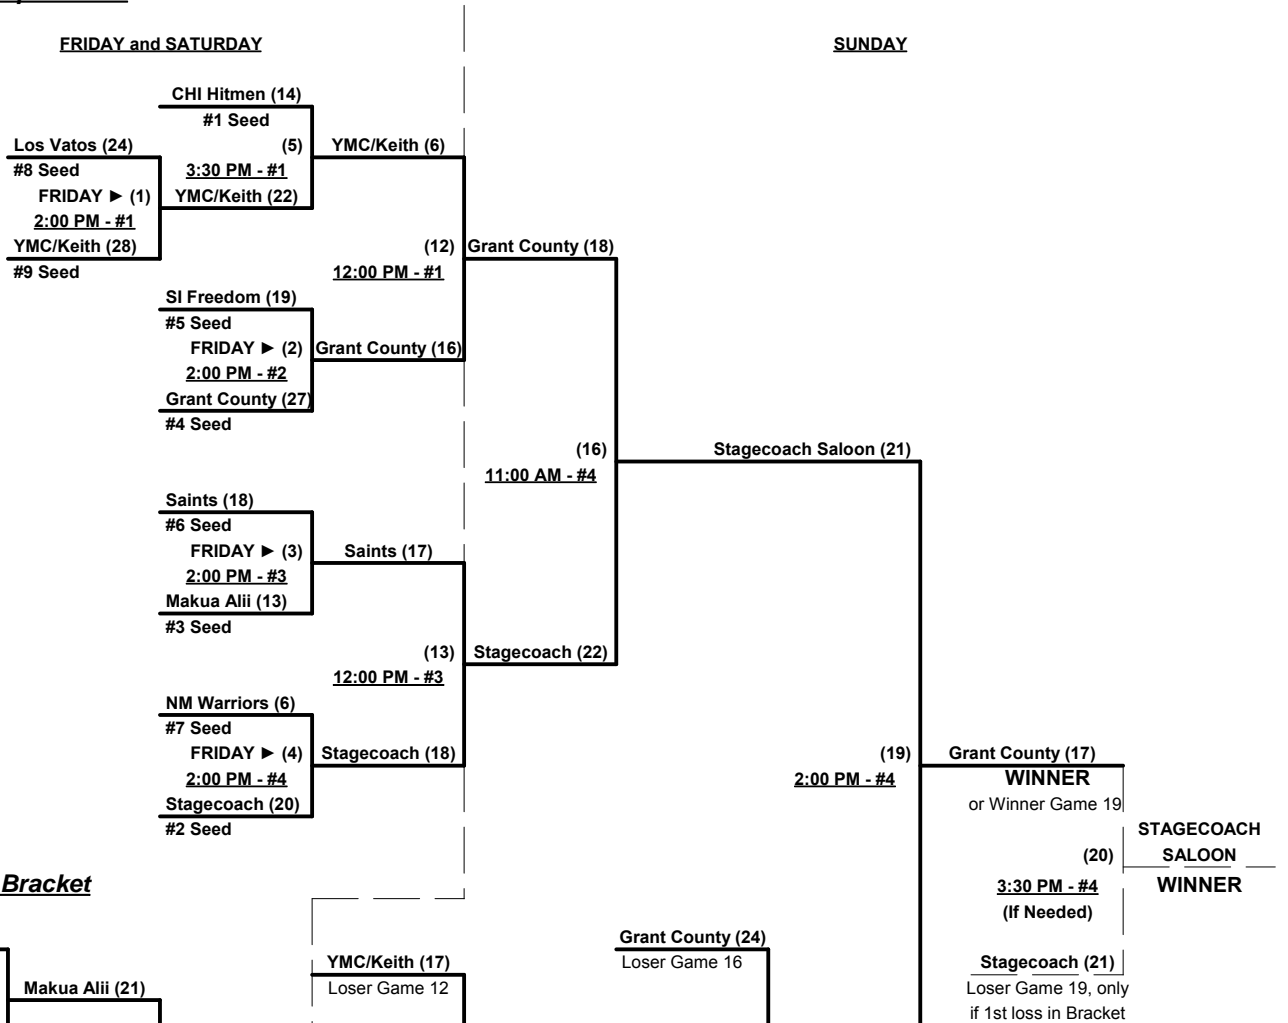 FRIDAY and SATURDAY
SUNDAY
CHI Hitmen (14)
#1 Seed
Los Vatos (24)
(5)
YMC/Keith (6)
#8 Seed
3:30 PM - #1
FRIDAY ► (1)
YMC/Keith (22)
2:00 PM - #1
YMC/Keith (28)
(12)
Grant County (18)
#9 Seed
12:00 PM - #1
SI Freedom (19)
#5 Seed
FRIDAY ► (2)
Grant County (16)
2:00 PM - #2
Grant County (27)
#4 Seed
(16)
Stagecoach Saloon (21)
11:00 AM - #4
Saints (18)
#6 Seed
FRIDAY ► (3)
Saints (17)
2:00 PM - #3
Makua Alii (13)
#3 Seed
(13)
Stagecoach (22)
12:00 PM - #3
NM Warriors (6)
#7 Seed
FRIDAY ► (4)
Stagecoach (18)
(19)
Grant County (17)
2:00 PM - #4
2:00 PM - #4
WINNER
Stagecoach (20)
or Winner Game 19
#2 Seed
STAGECOACH
(20)
SALOON
Bracket
3:30 PM - #4
WINNER
(If Needed)
Grant County (24)
YMC/Keith (17)
Loser Game 16
Stagecoach (21)
Makua Alii (21)
Loser Game 12
Loser Game 19, only
if 1st loss in Bracket